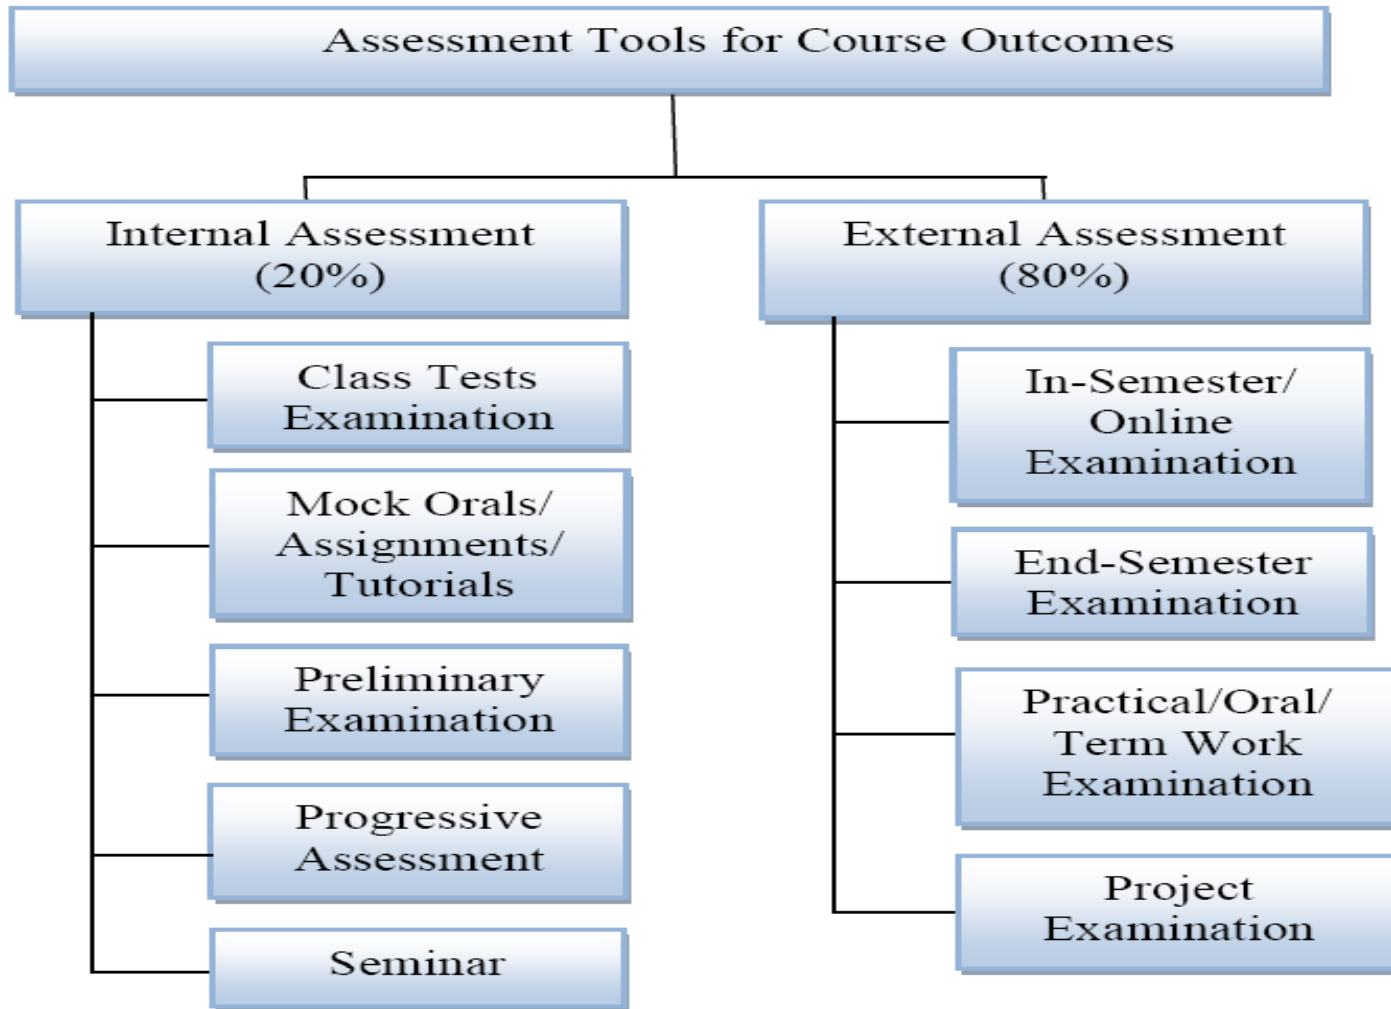 Assessment Tools for Course Outcomes
Internal Assessment
(20%)
Class Tests
Examination
Mock Orals/
Assignments/
Tutorials
Preliminary
Examination
Progressive
Assessment
Seminar
External Assessment
(80%)
In-Semester/
Online
Examination
End-Semester
Examination
Practical/Oral/
Term Work
Examination
Project
Examination